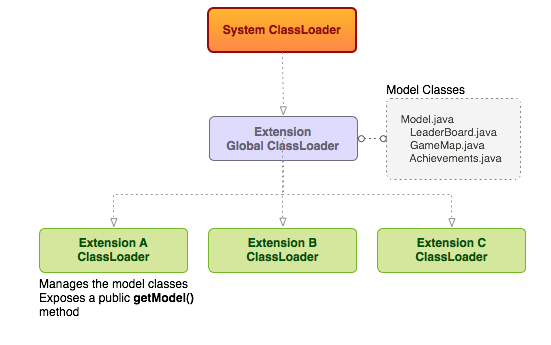 System ClassLoader
Model Classes
Extension
Global ClassLoader
Model.java
LeaderBoard.java
GameMap.java
Achievements.java
Extension A
ClassLoader
Extension B
ClassLoader
Extension C
ClassLoader
Manages the model classes
Exposes a public getModel()
method